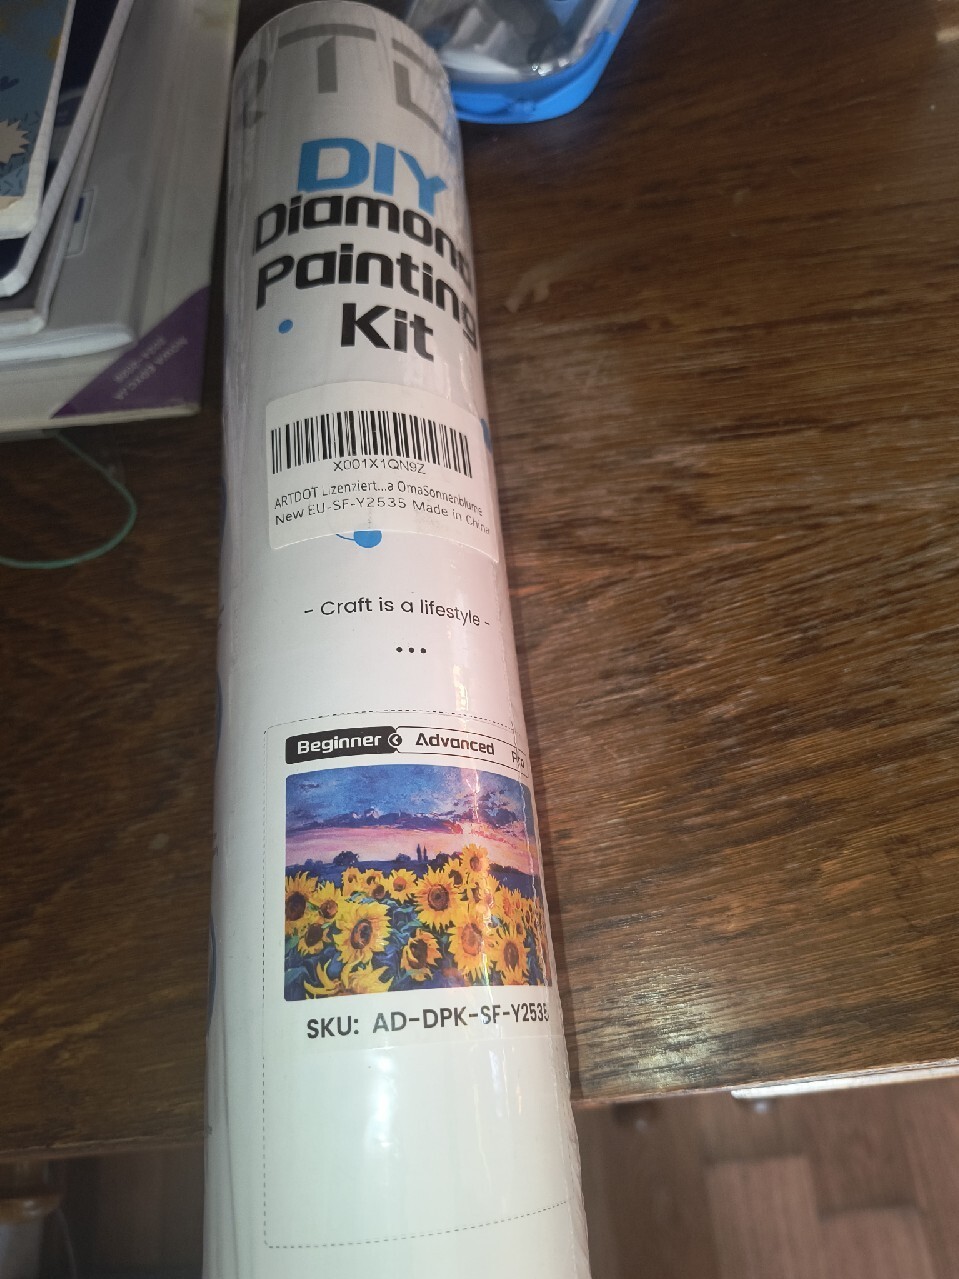 DIY
Diamond
Painting
Kit
X001X1QN9Z
ARTDOT Lizenziert...a OmaSonnenblume
New EU-SF-Y2535 Made in China
- Craft is a lifestyle -
Beginner Advanced Pro
SKU: AD-DPK-SF-Y2535